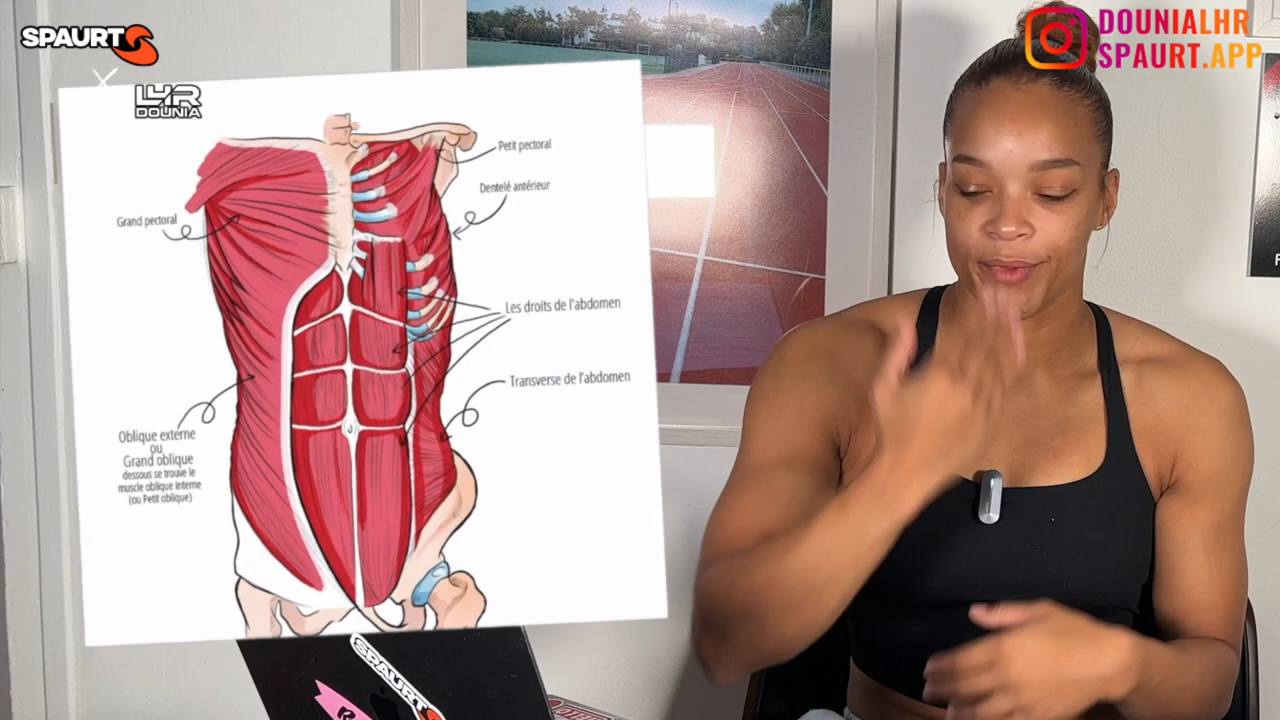 SPAURT
LHR
DOUNIA
DOUNIALHR
SPAURT.APP
Petit pectoral
Dentelé antérieur
Grand pectoral
Les droits de l'abdomen
Transverse de l'abdomen
Oblique externe
ou
Grand oblique
dessous se trouve le
muscle oblique interne
(ou Petit oblique)
SPAURT